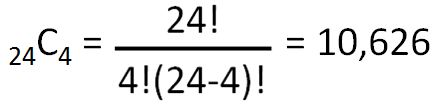 ₂₄C₄ = 24! / 4!(24-4)! = 10,626